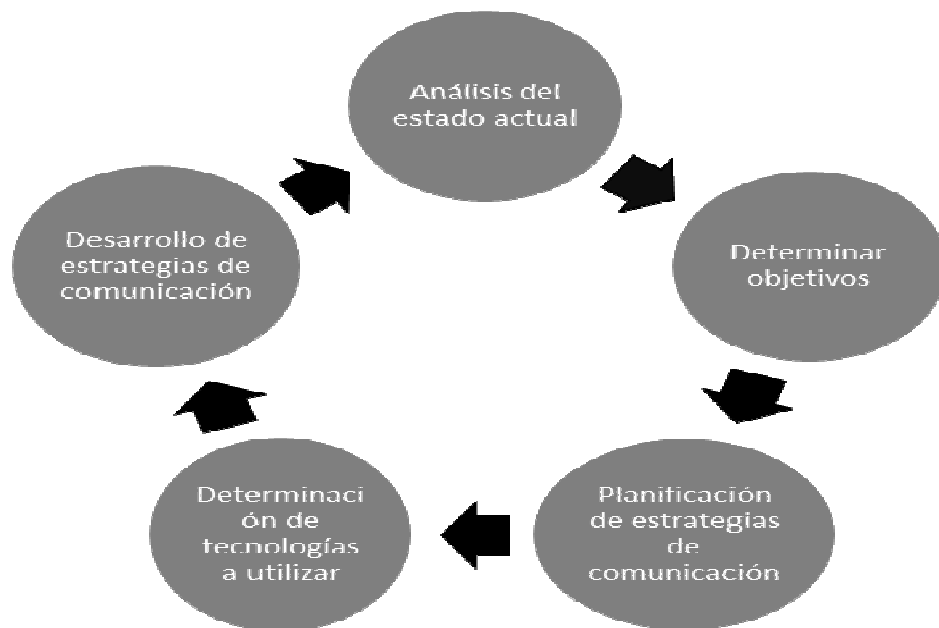 Análisis del
estado actual
Determinar
objetivos
Planificación
de estrategias
de
comunicación
Determinaci
ón de
tecnologías
a utilizar
Desarrollo de
estrategias de
comunicación